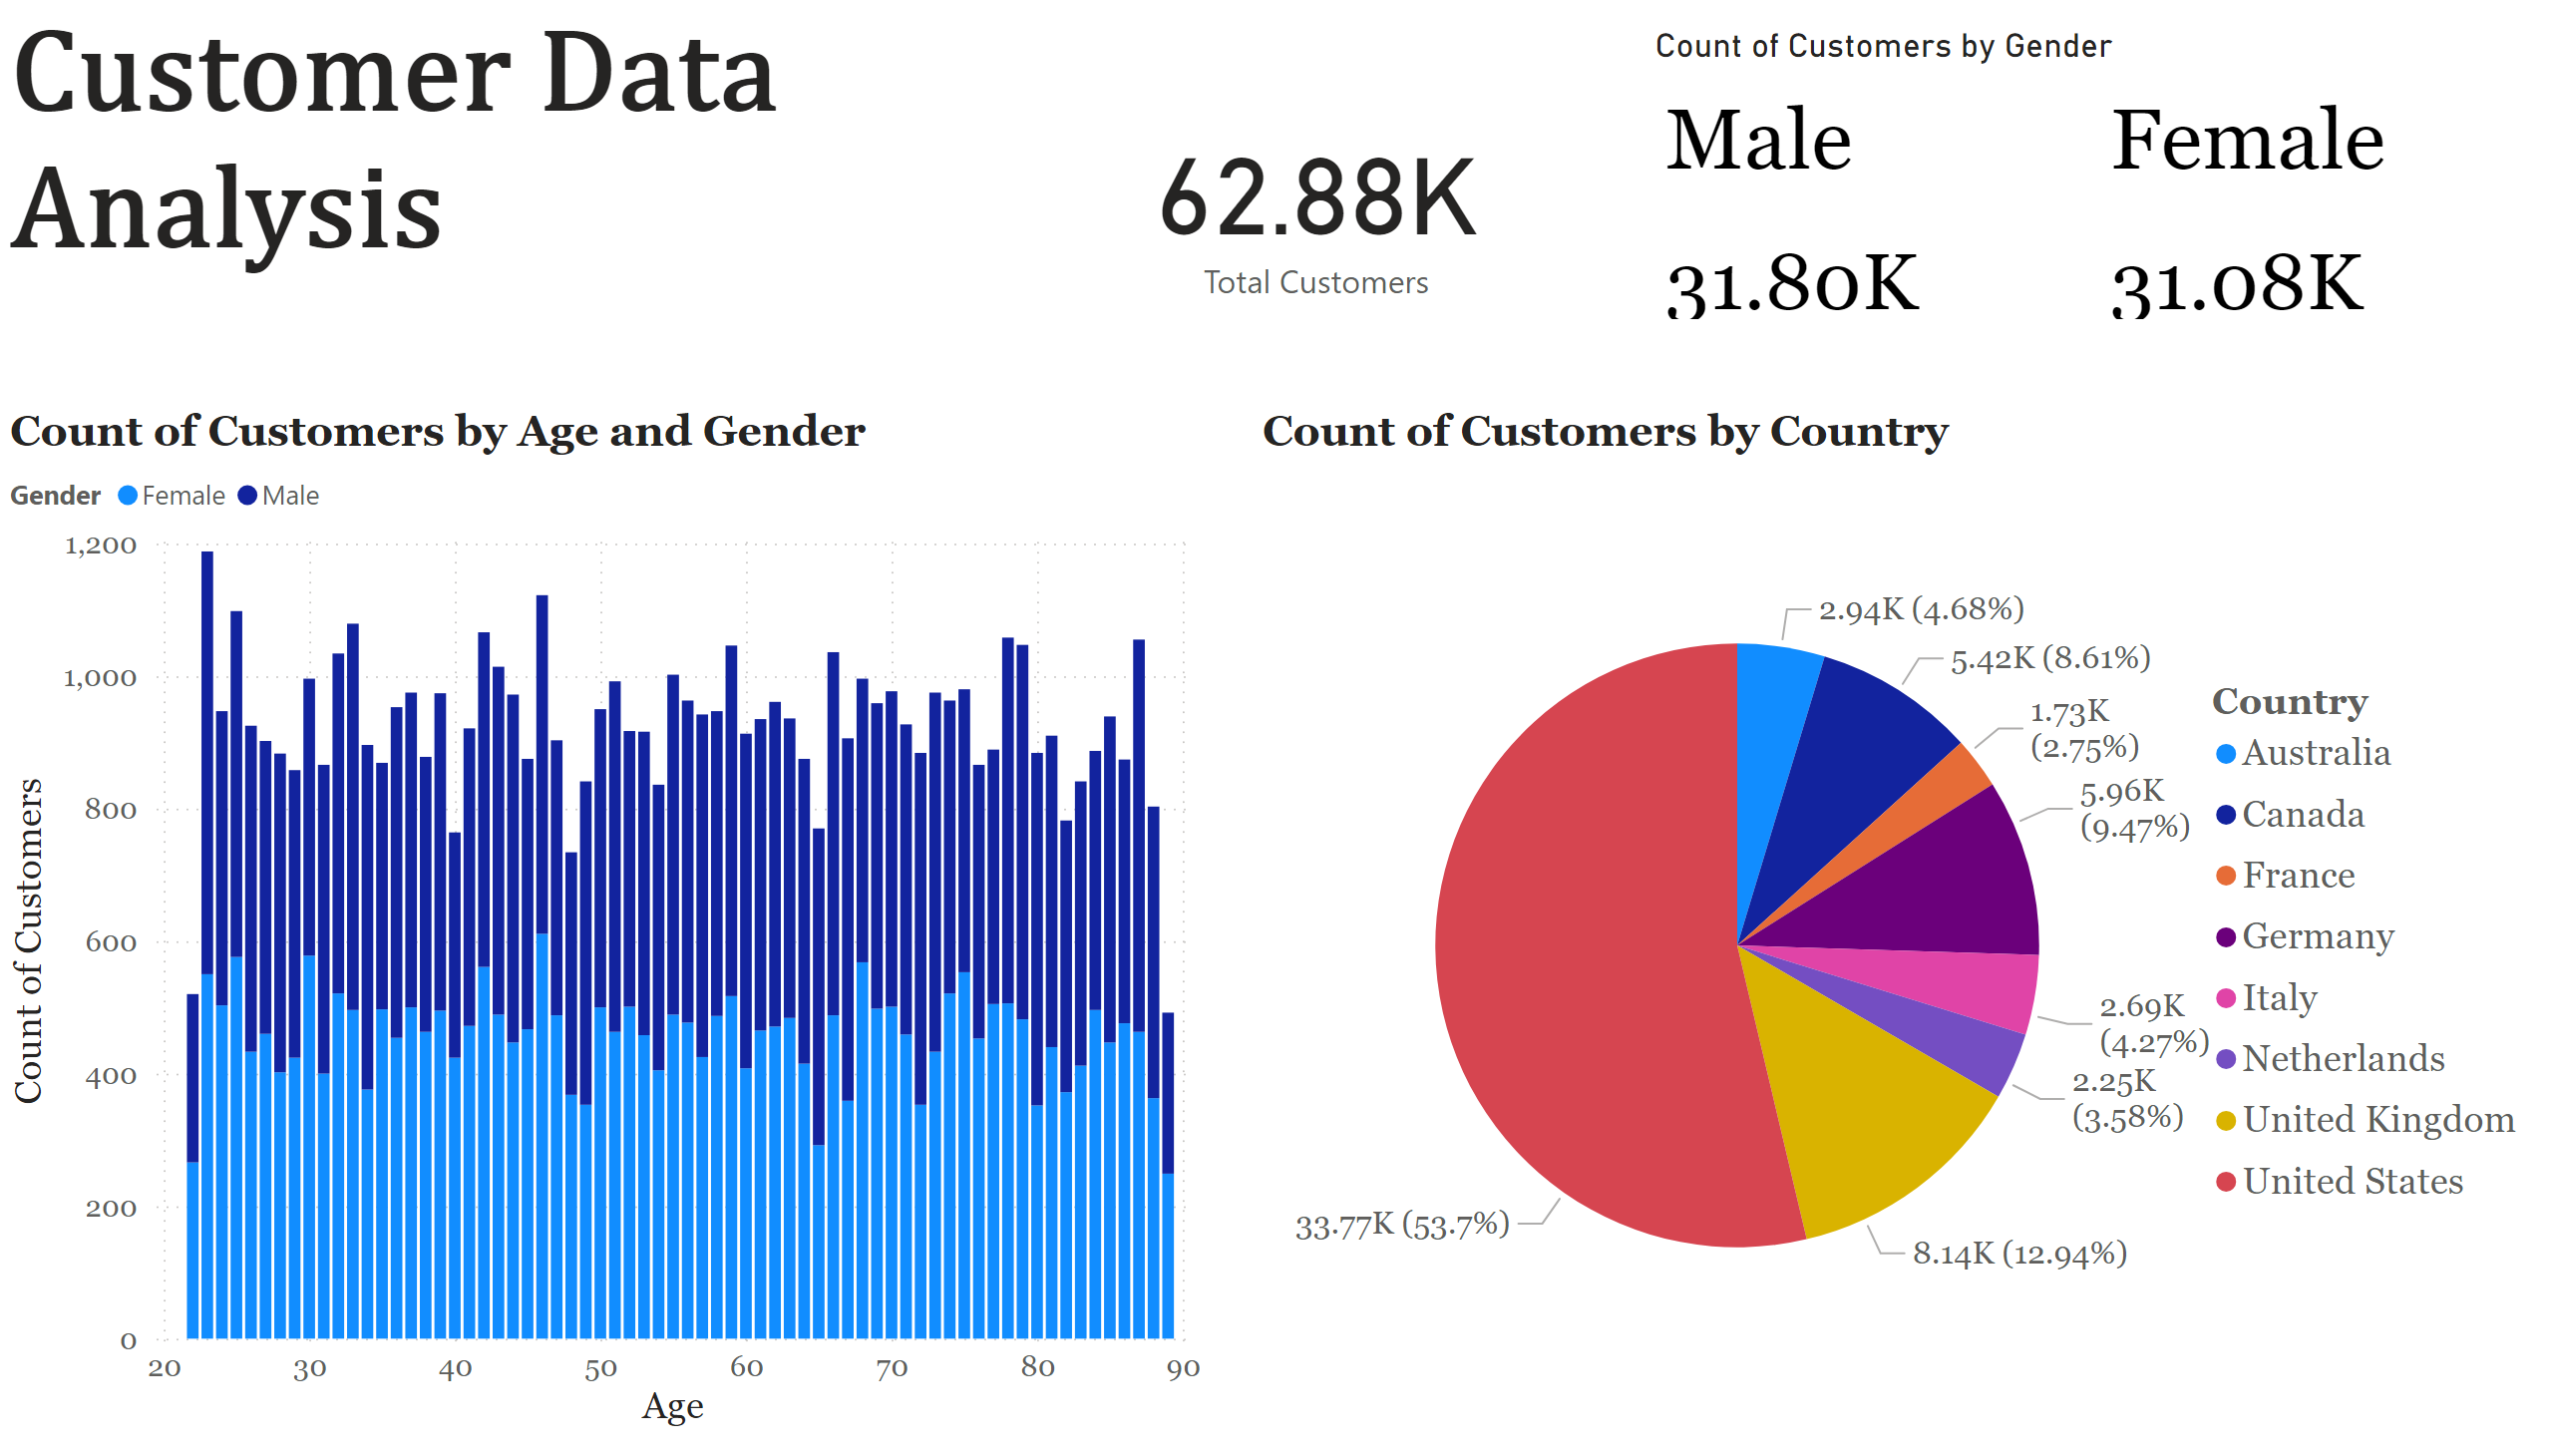 Customer Data
Analysis
62.88K
Total Customers
Count of Customers by Gender
Male Female
31.80K 31.08K
Count of Customers by Age and Gender
Gender Female Male
1,200
1,000
800
600
400
200
0
20 30 40 50 60 70 80 90
Count of Customers
Age
Count of Customers by Country
2.94K (4.68%)
5.42K (8.61%)
1.73K
(2.75%)
5.96K
(9.47%)
2.69K
(4.27%)
2.25K
(3.58%)
8.14K (12.94%)
33.77K (53.7%)
Country
Australia
Canada
France
Germany
Italy
Netherlands
United Kingdom
United States